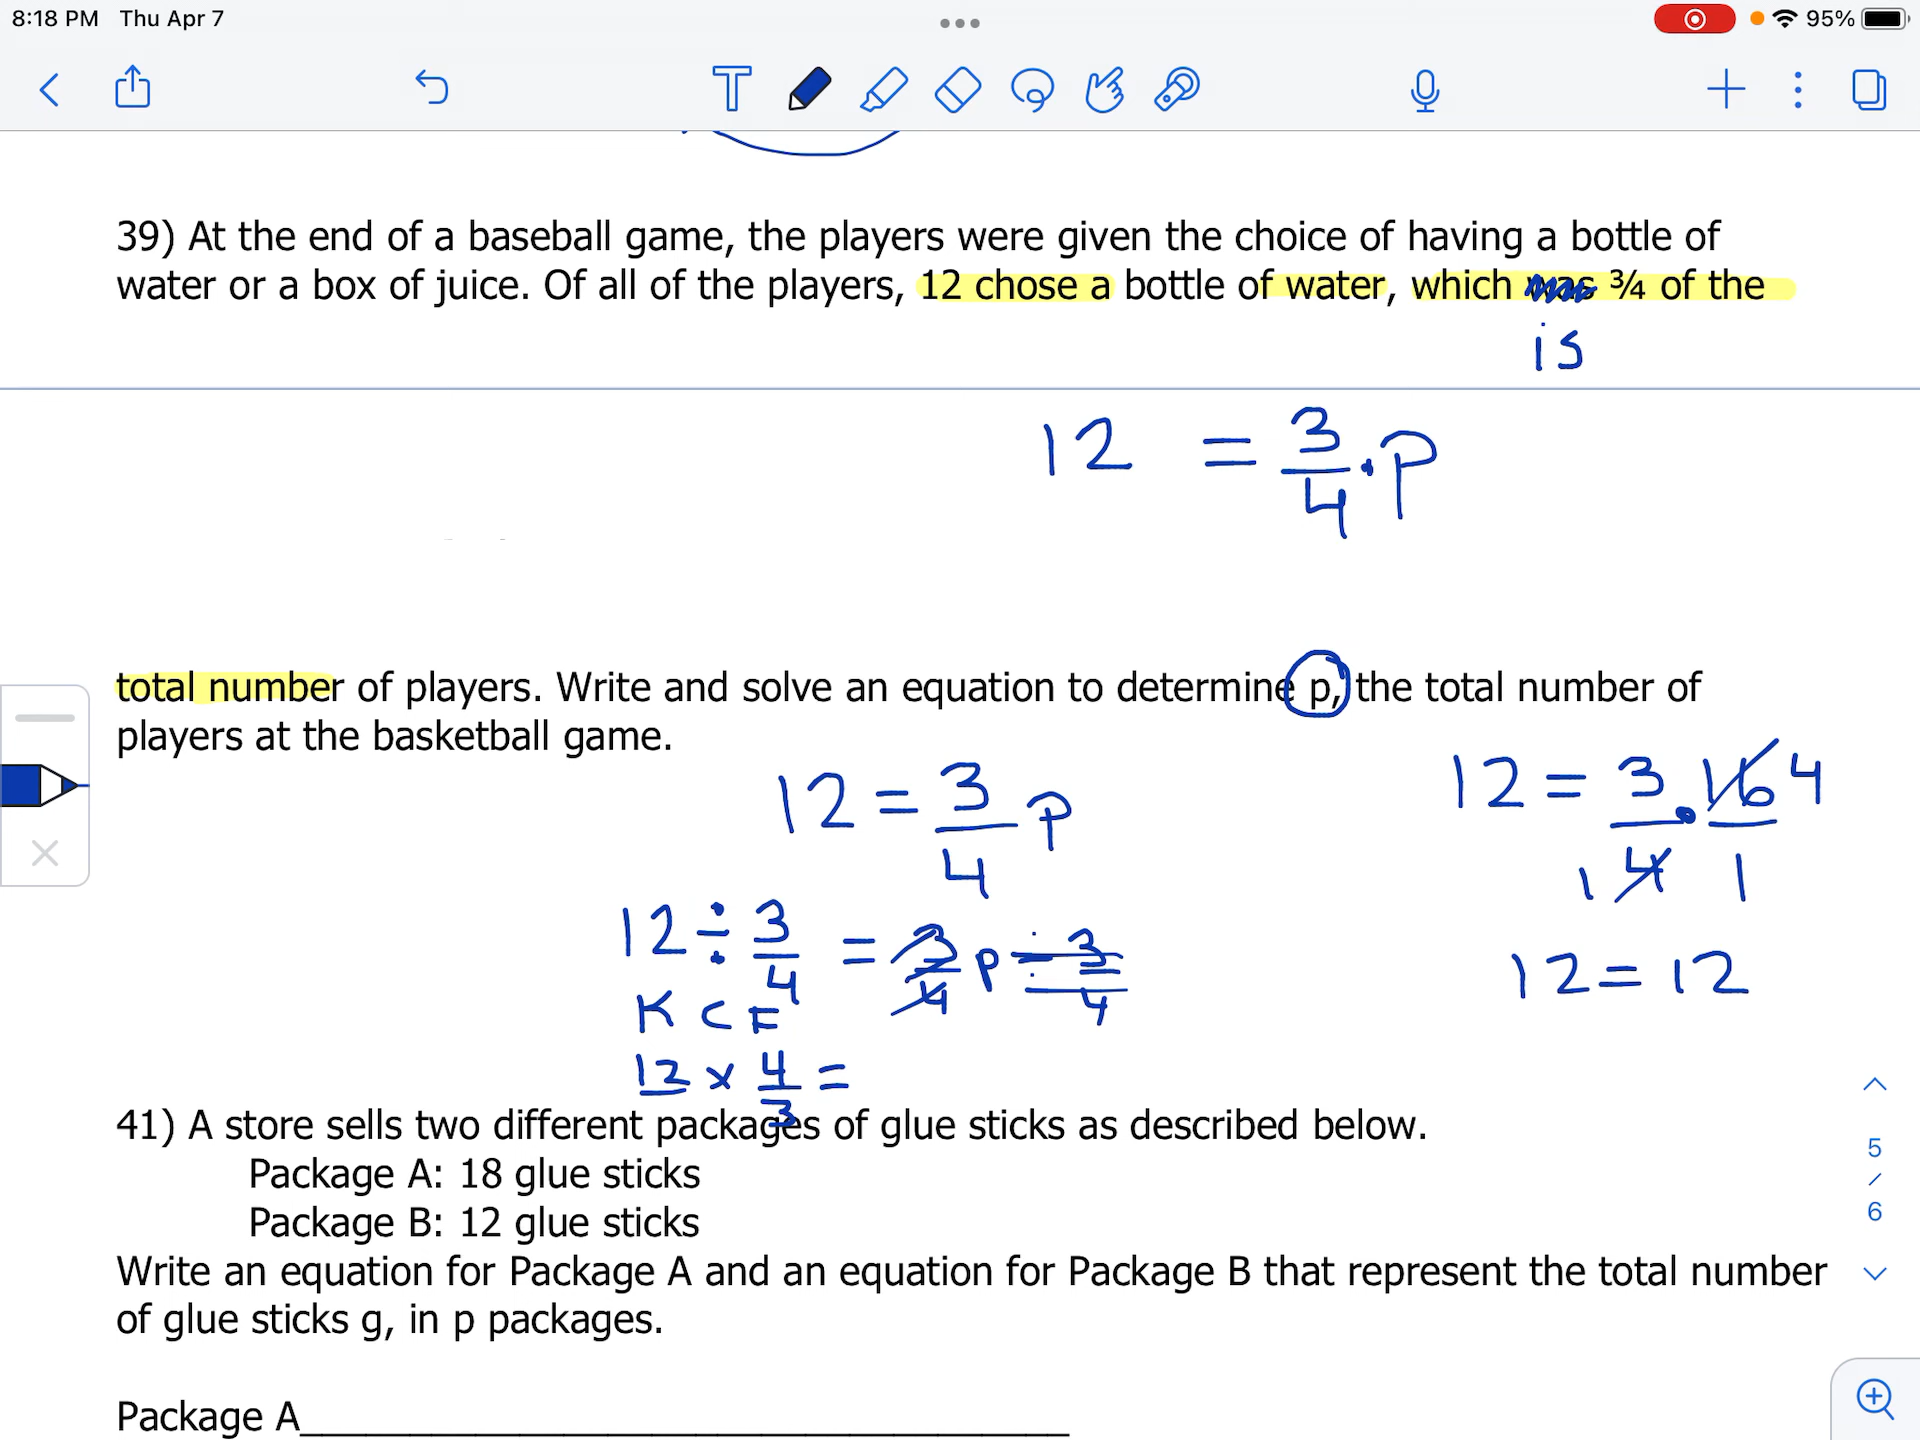 8:18 PM Thu Apr 7
95%
T
39) At the end of a baseball game, the players were given the choice of having a bottle of
water or a box of juice. Of all of the players, 12 chose a bottle of water, which was ¾ of the
is
12 = 3/4 · p
total number of players. Write and solve an equation to determine p, the total number of
players at the basketball game.
12 = 3/4 p
12 ÷ 3/4 = 3/4 p ÷ 3/4
K C F
12 × 4/3 =
12 = 3/4 · 16/1 4
1
12 = 12
41) A store sells two different packages of glue sticks as described below.
Package A: 18 glue sticks
Package B: 12 glue sticks
Write an equation for Package A and an equation for Package B that represent the total number
of glue sticks g, in p packages.
Package A____________________________________
5
/
6